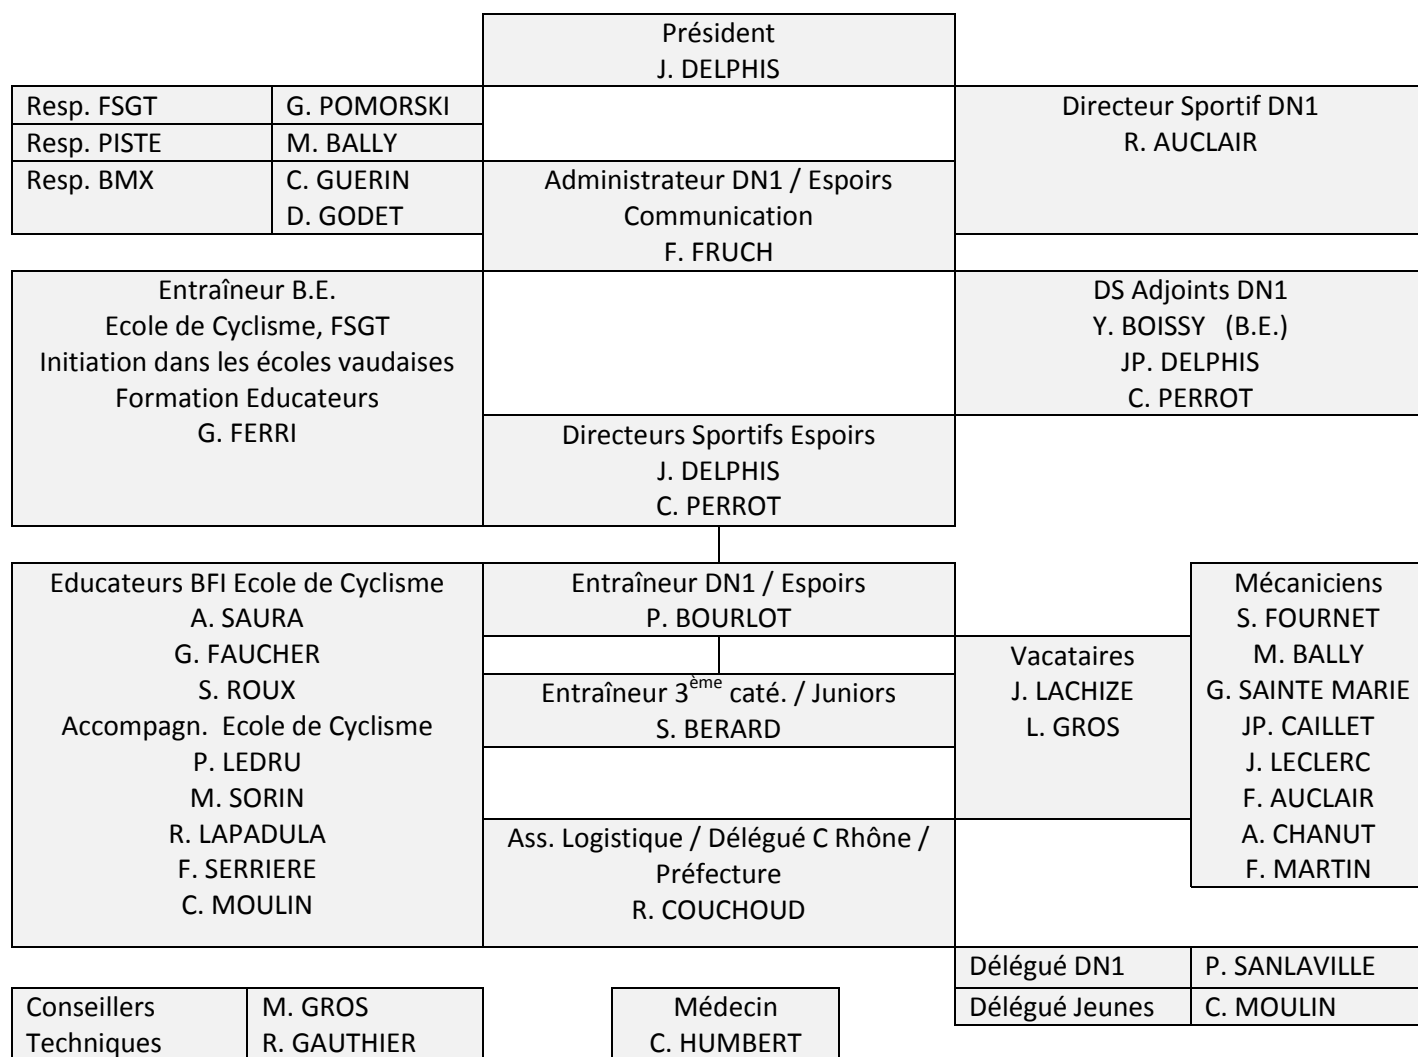 Président
J. DELPHIS
Resp. FSGT G. POMORSKI
Resp. PISTE M. BALLY
Resp. BMX C. GUERIN
D. GODET
Directeur Sportif DN1
R. AUCLAIR
Administrateur DN1 / Espoirs
Communication
F. FRUCH
Entraîneur B.E.
Ecole de Cyclisme, FSGT
Initiation dans les écoles vaudaises
Formation Educateurs
G. FERRI
DS Adjoints DN1
Y. BOISSY (B.E.)
JP. DELPHIS
C. PERROT
Directeurs Sportifs Espoirs
J. DELPHIS
C. PERROT
Educateurs BFI Ecole de Cyclisme
A. SAURA
G. FAUCHER
S. ROUX
Accompagn. Ecole de Cyclisme
P. LEDRU
M. SORIN
R. LAPADULA
F. SERRIERE
C. MOULIN
Entraîneur DN1 / Espoirs
P. BOURLOT
Entraîneur 3ème caté. / Juniors
S. BERARD
Ass. Logistique / Délégué C Rhône /
Préfecture
R. COUCHOUD
Vacataires
J. LACHIZE
L. GROS
Mécaniciens
S. FOURNET
M. BALLY
G. SAINTE MARIE
JP. CAILLET
J. LECLERC
F. AUCLAIR
A. CHANUT
F. MARTIN
Délégué DN1 P. SANLAVILLE
Délégué Jeunes C. MOULIN
Conseillers M. GROS
Techniques R. GAUTHIER
Médecin
C. HUMBERT